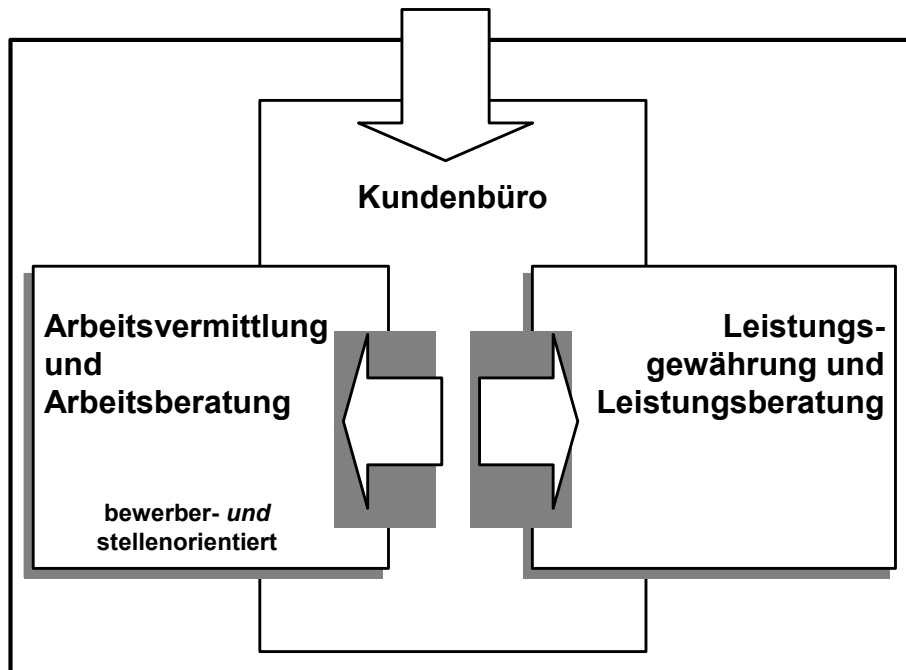 Kundenbüro
Arbeitsvermittlung
und
Arbeitsberatung
bewerber- und
stellenorientiert
Leistungs-
gewährung und
Leistungsberatung